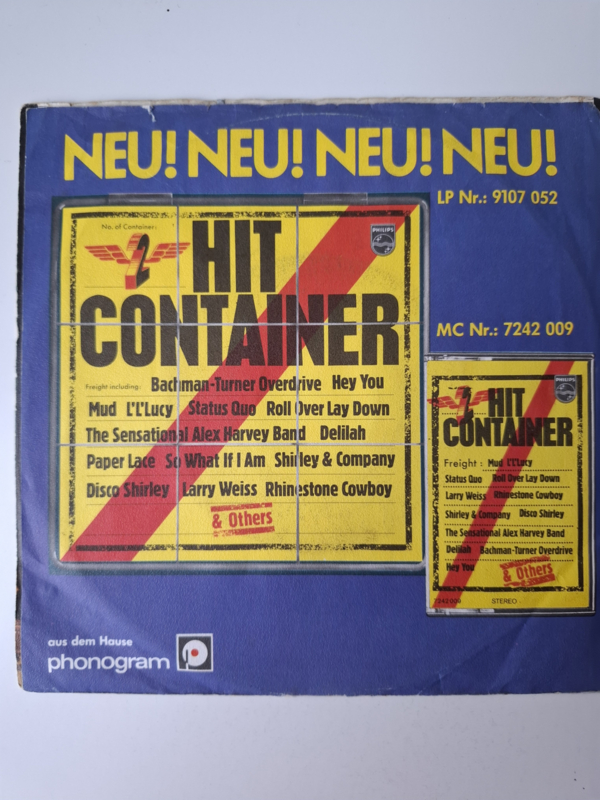 NEU! NEU! NEU! NEU!
LP Nr.: 9107 052
No. of Container:
2
HIT
CONTAINER
PHILIPS
Freight including: Bachman-Turner Overdrive Hey You
Mud L'L'Lucy Status Quo Roll Over Lay Down
The Sensational Alex Harvey Band Delilah
Paper Lace So What If I Am Shirley & Company
Disco Shirley Larry Weiss Rhinestone Cowboy
& Others
MC Nr.: 7242 009
2 HIT
CONTAINER
PHILIPS
Freight: Mud L'L'Lucy
Status Quo Roll Over Lay Down
Larry Weiss Rhinestone Cowboy
Shirley & Company Disco Shirley
The Sensational Alex Harvey Band
Delilah Bachman-Turner Overdrive
Hey You
& Others
7242 009 STEREO
aus dem Hause
phonogram